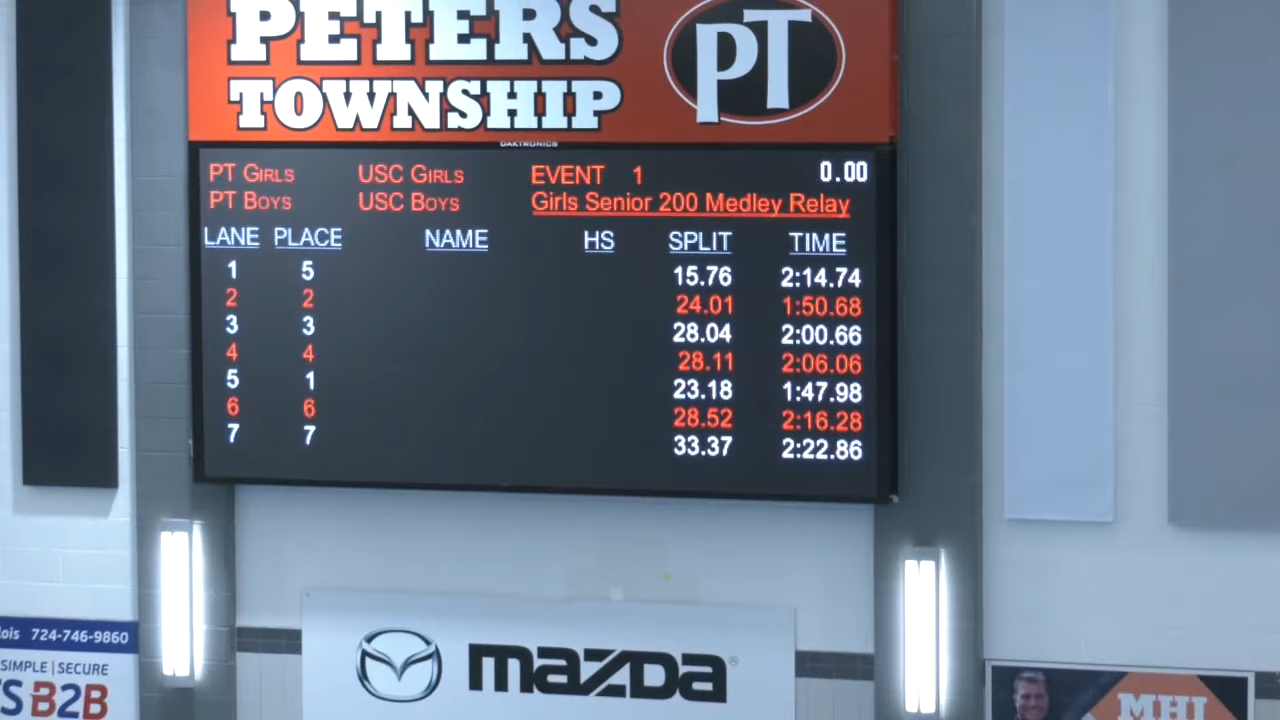 PETERS
TOWNSHIP
PT
DAKTRONICS
PT GIRLS USC GIRLS EVENT 1 0.00
PT BOYS USC BOYS Girls Senior 200 Medley Relay
LANE PLACE NAME HS SPLIT TIME
1 5 15.76 2:14.74
2 2 24.01 1:50.68
3 3 28.04 2:00.66
4 4 28.11 2:06.06
5 1 23.18 1:47.98
6 6 28.52 2:16.28
7 7 33.37 2:22.86
724-746-9860
SIMPLE | SECURE
B2B
mazda
MHI